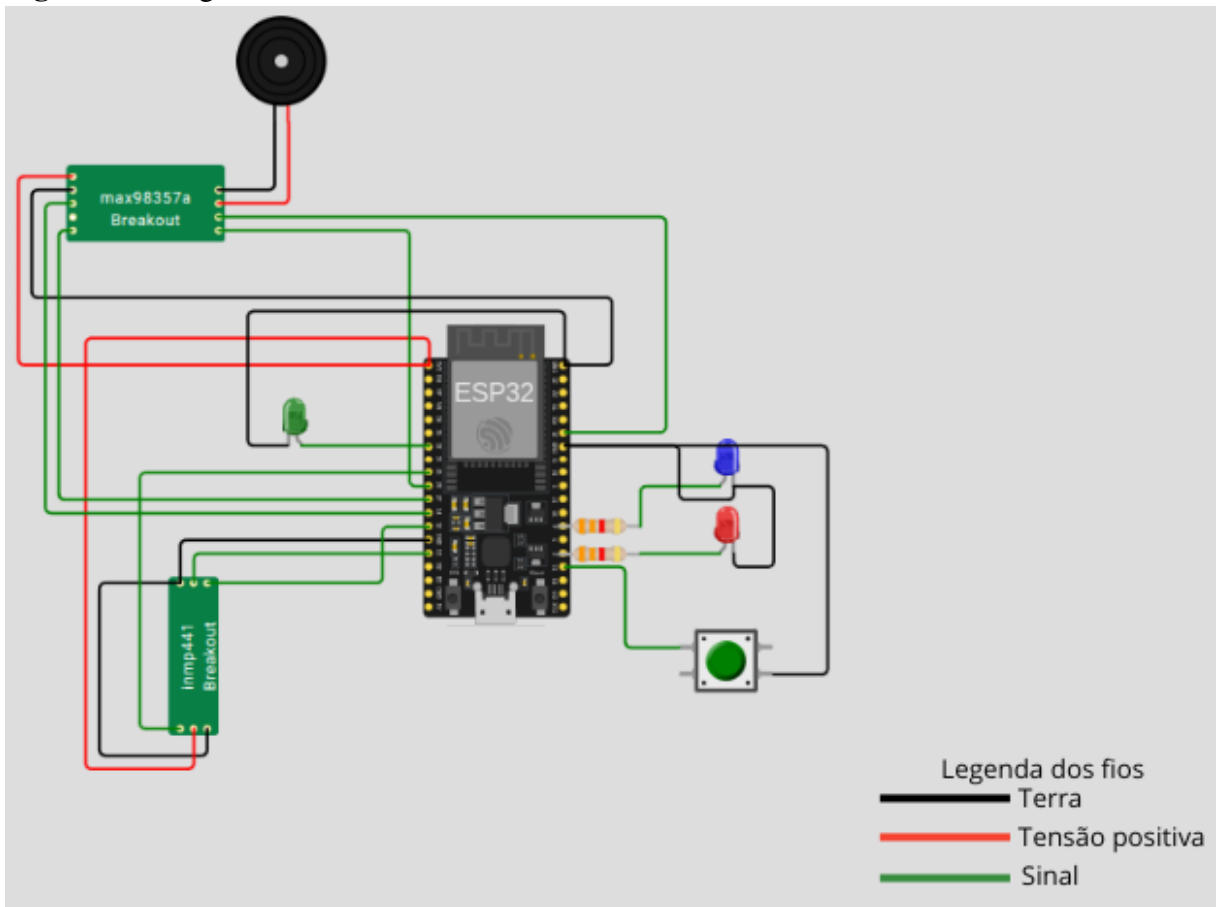 max98357a
Breakout
ESP32
inmp441
Breakout
Legenda dos fios
Terra
Tensão positiva
Sinal